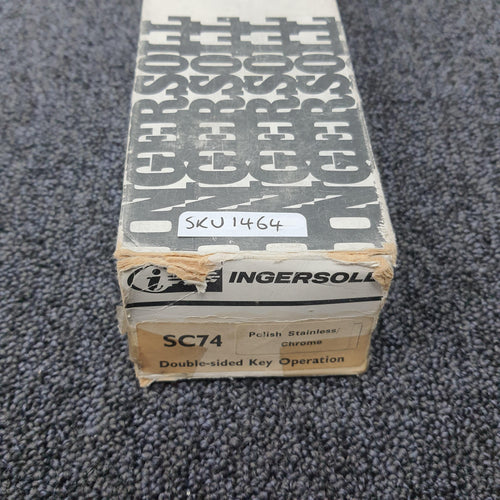 INGERSOLL
INGERSOLL
INGERSOLL
INGERSOLL
SKU 1464
i
INGERSOLL
SC74
Polish Stainless/
Chrome
Double-sided Key Operation